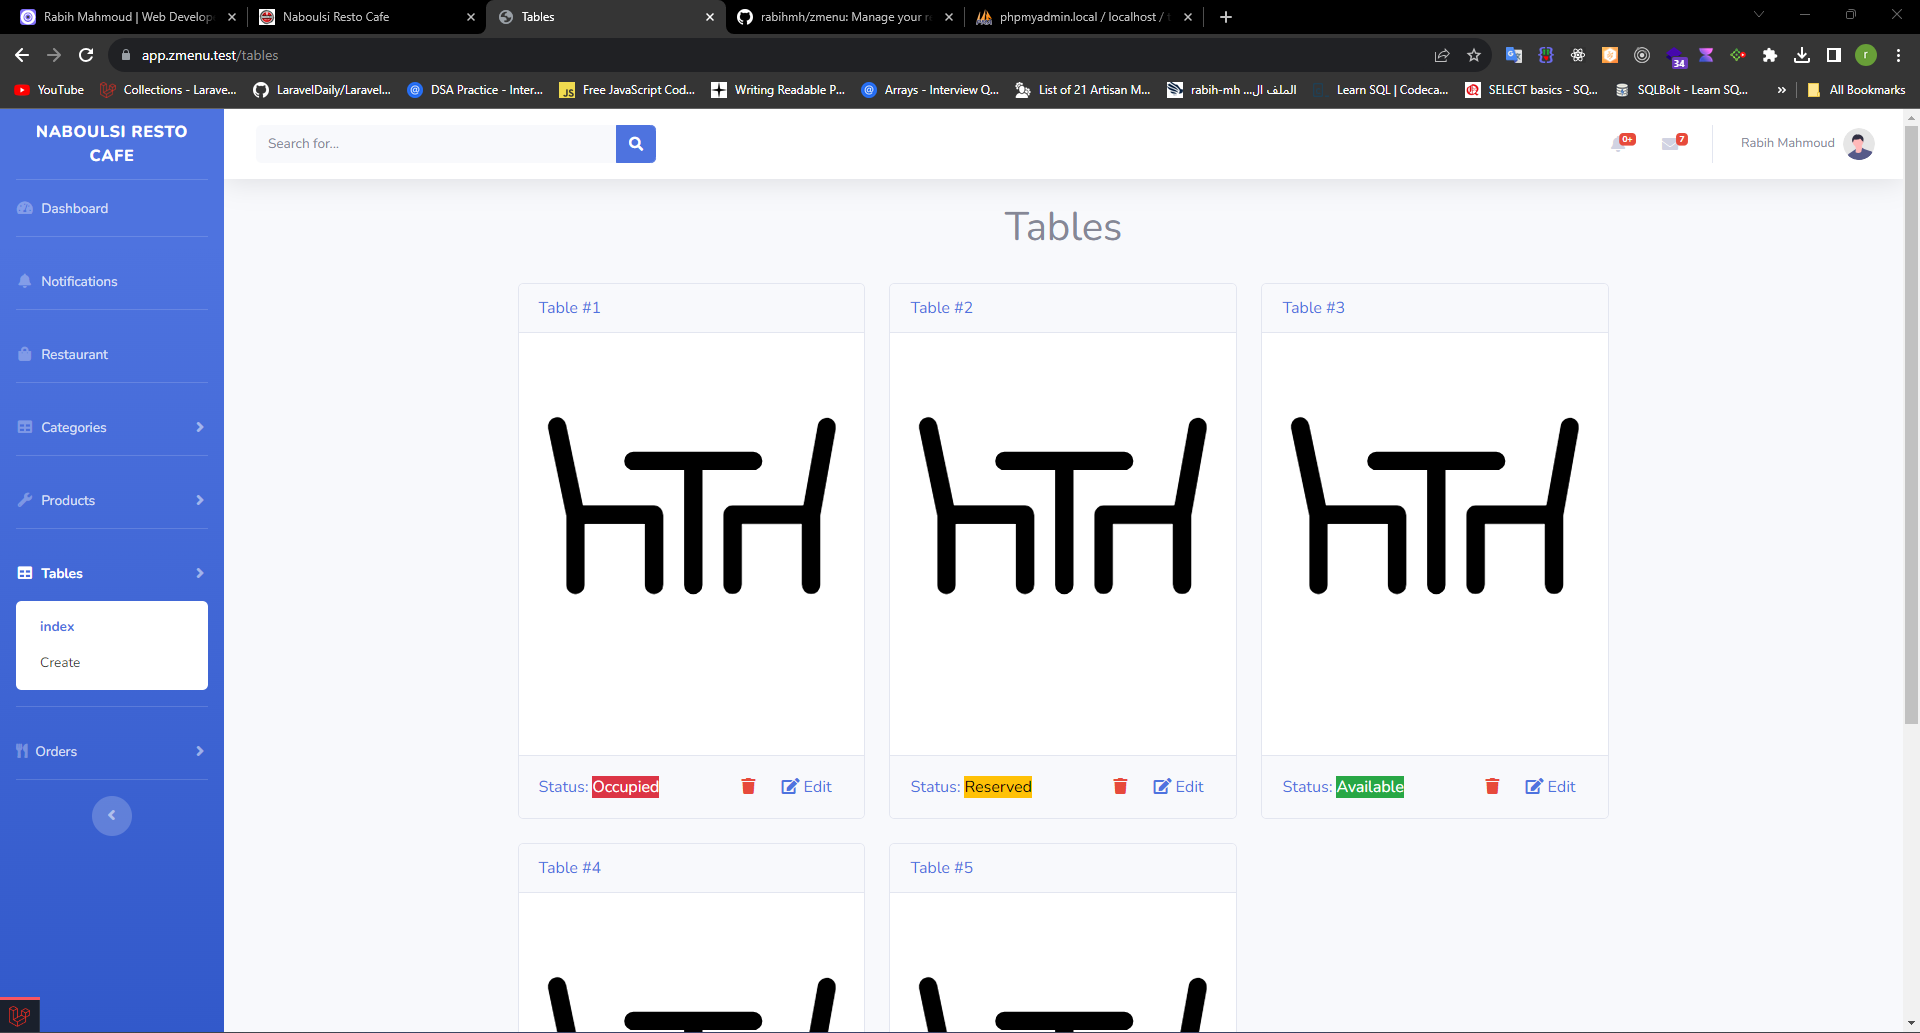 Rabih Mahmoud | Web Develop
Naboulsi Resto Cafe
Tables
rabihmh/zmenu: Manage your r
phpmyadmin.local / localhost /
app.zmenu.test/tables
34
r
YouTube
Collections - Larave...
LaravelDaily/Laravel...
DSA Practice - Inter...
Free JavaScript Cod...
Writing Readable P...
Arrays - Interview Q...
List of 21 Artisan M...
rabih-mh ...الملف ال
Learn SQL | Codeca...
SELECT basics - SQ...
SQLBolt - Learn SQ...
»
All Bookmarks
NABOULSI RESTO
CAFE
Dashboard
Notifications
Restaurant
Categories
Products
Tables
index
Create
Orders
Search for...
0+
7
Rabih Mahmoud
Tables
Table #1
Table #2
Table #3
Status: Occupied
Edit
Status: Reserved
Edit
Status: Available
Edit
Table #4
Table #5